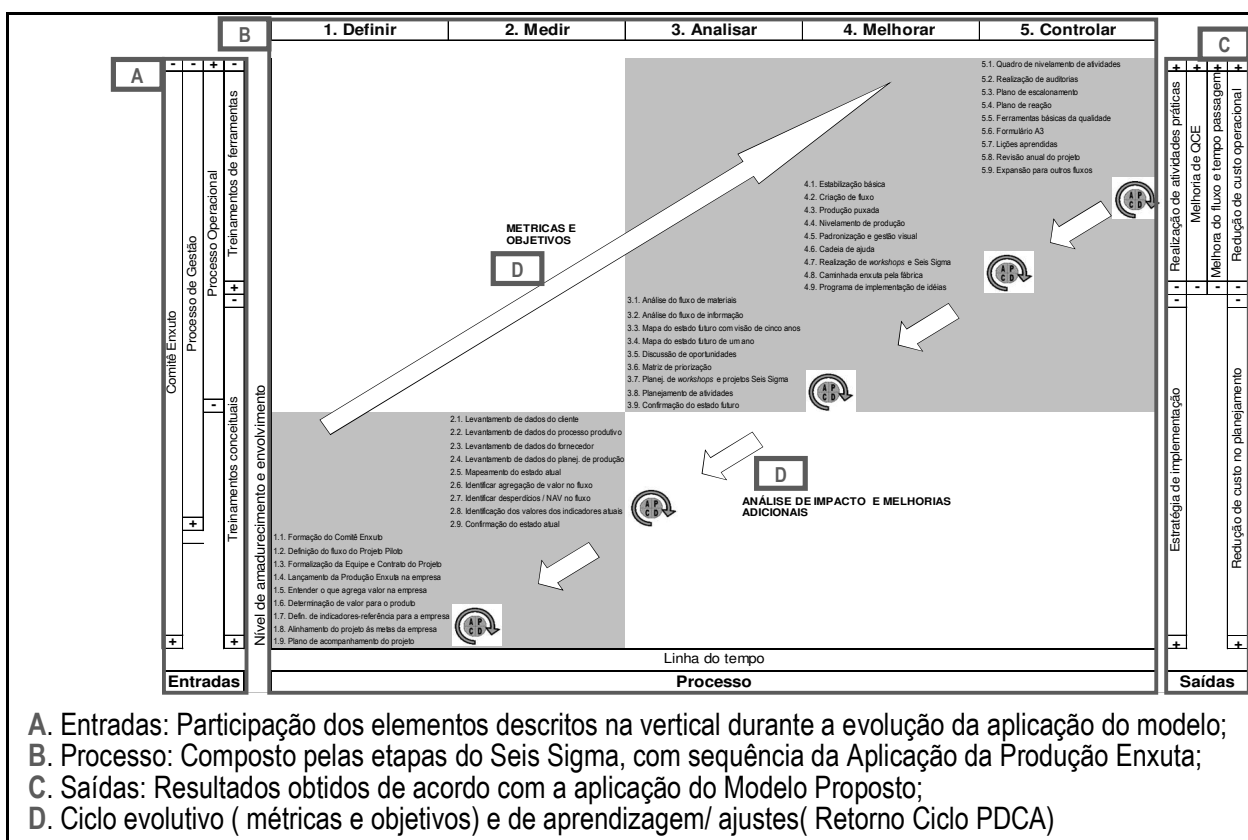 B
1. Definir
2. Medir
3. Analisar
4. Melhorar
5. Controlar
C
A
- - + -
+ + + +
5.1. Quadro de nivelamento de atividades
5.2. Realização de auditorias
5.3. Plano de escalonamento
5.4. Plano de reação
5.5. Ferramentas básicas da qualidade
5.6. Formulário A3
5.7. Lições aprendidas
5.8. Revisão anual do projeto
5.9. Expansão para outros fluxos
A P
C D
4.1. Estabilização básica
4.2. Criação de fluxo
4.3. Produção puxada
4.4. Nivelamento de produção
4.5. Padronização e gestão visual
4.6. Cadeia de ajuda
4.7. Realização de workshops e Seis Sigma
4.8. Caminhada enxuta pela fábrica
4.9. Programa de implementação de idéias
A P
C D
METRICAS E
OBJETIVOS
D
3.1. Análise do fluxo de materiais
3.2. Análise do fluxo de informação
3.3. Mapa do estado futuro com visão de cinco anos
3.4. Mapa do estado futuro de um ano
3.5. Discussão de oportunidades
3.6. Matriz de priorização
3.7. Planej. de workshops e projetos Seis Sigma
3.8. Planejamento de atividades
3.9. Confirmação do estado futuro
A P
C D
2.1. Levantamento de dados do cliente
2.2. Levantamento de dados do processo produtivo
2.3. Levantamento de dados do fornecedor
2.4. Levantamento de dados do planej. de produção
2.5. Mapeamento do estado atual
2.6. Identificar agregação de valor no fluxo
2.7. Identificar desperdícios / NAV no fluxo
2.8. Identificação dos valores dos indicadores atuais
2.9. Confirmação do estado atual
A P
C D
D
ANÁLISE DE IMPACTO E MELHORIAS
ADICIONAIS
1.1. Formação do Comitê Enxuto
1.2. Definição do fluxo do Projeto Piloto
1.3. Formalização da Equipe e Contrato do Projeto
1.4. Lançamento da Produção Enxuta na empresa
1.5. Entender o que agrega valor na empresa
1.6. Determinação de valor para o produto
1.7. Defin. de indicadores-referência para a empresa
1.8. Alinhamento do projeto ás metas da empresa
1.9. Plano de acompanhamento do projeto
A P
C D
Comitê Enxuto
+
Processo de Gestão
+
Processo Operacional
-
Treinamentos de ferramentas
+
-
Treinamentos conceituais
+
Nível de amadurecimento e envolvimento
Realização de atividades práticas
-
-
Estratégia de implementação
+
Melhoria de QCE
-
Melhora do fluxo e tempo passagem
-
Redução de custo operacional
-
-
Redução de custo no planejamento
+
Linha do tempo
Entradas
Processo
Saídas
A. Entradas: Participação dos elementos descritos na vertical durante a evolução da aplicação do modelo;
B. Processo: Composto pelas etapas do Seis Sigma, com sequência da Aplicação da Produção Enxuta;
C. Saídas: Resultados obtidos de acordo com a aplicação do Modelo Proposto;
D. Ciclo evolutivo ( métricas e objetivos) e de aprendizagem/ ajustes( Retorno Ciclo PDCA)